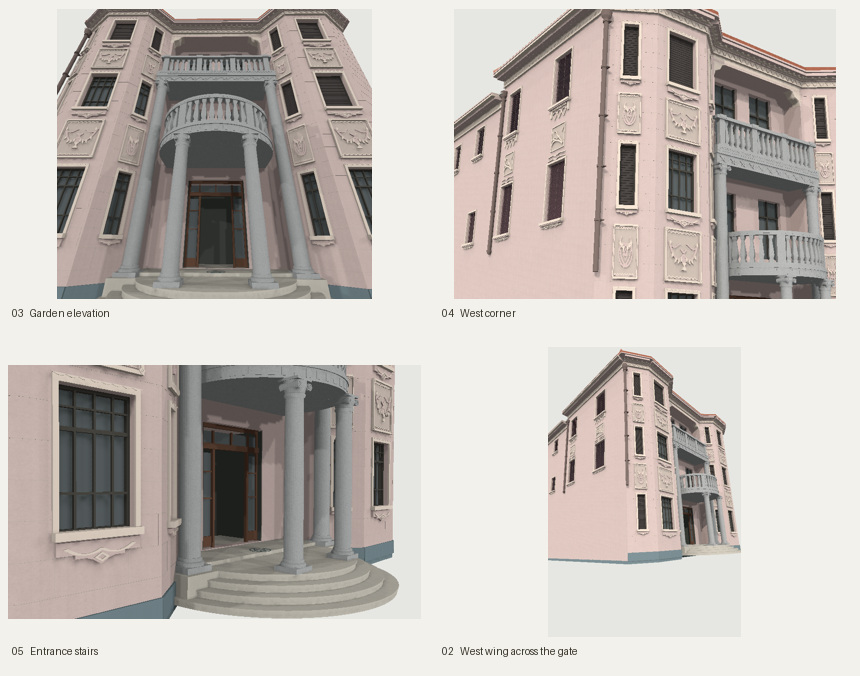 03 Garden elevation
04 West corner
05 Entrance stairs
02 West wing across the gate